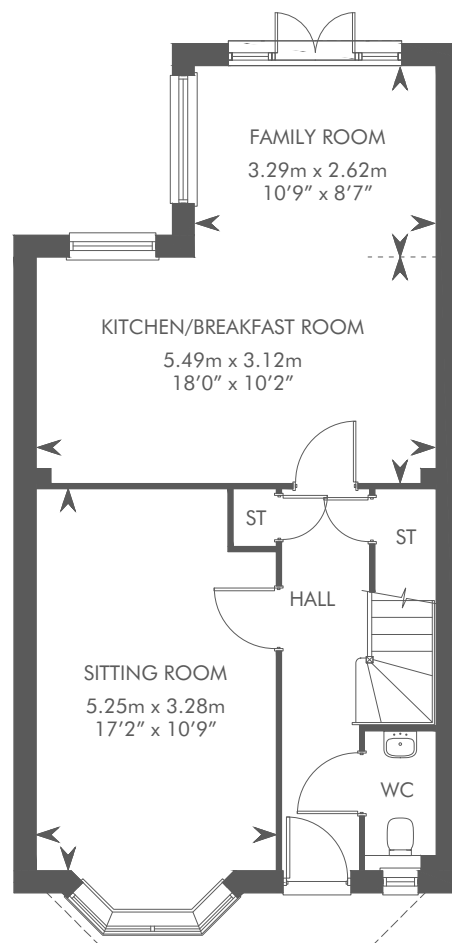 FAMILY ROOM
3.29m x 2.62m
10’9” x 8’7”
KITCHEN/BREAKFAST ROOM
5.49m x 3.12m
18’0” x 10’2”
ST
ST
HALL
SITTING ROOM
5.25m x 3.28m
17’2” x 10’9”
WC